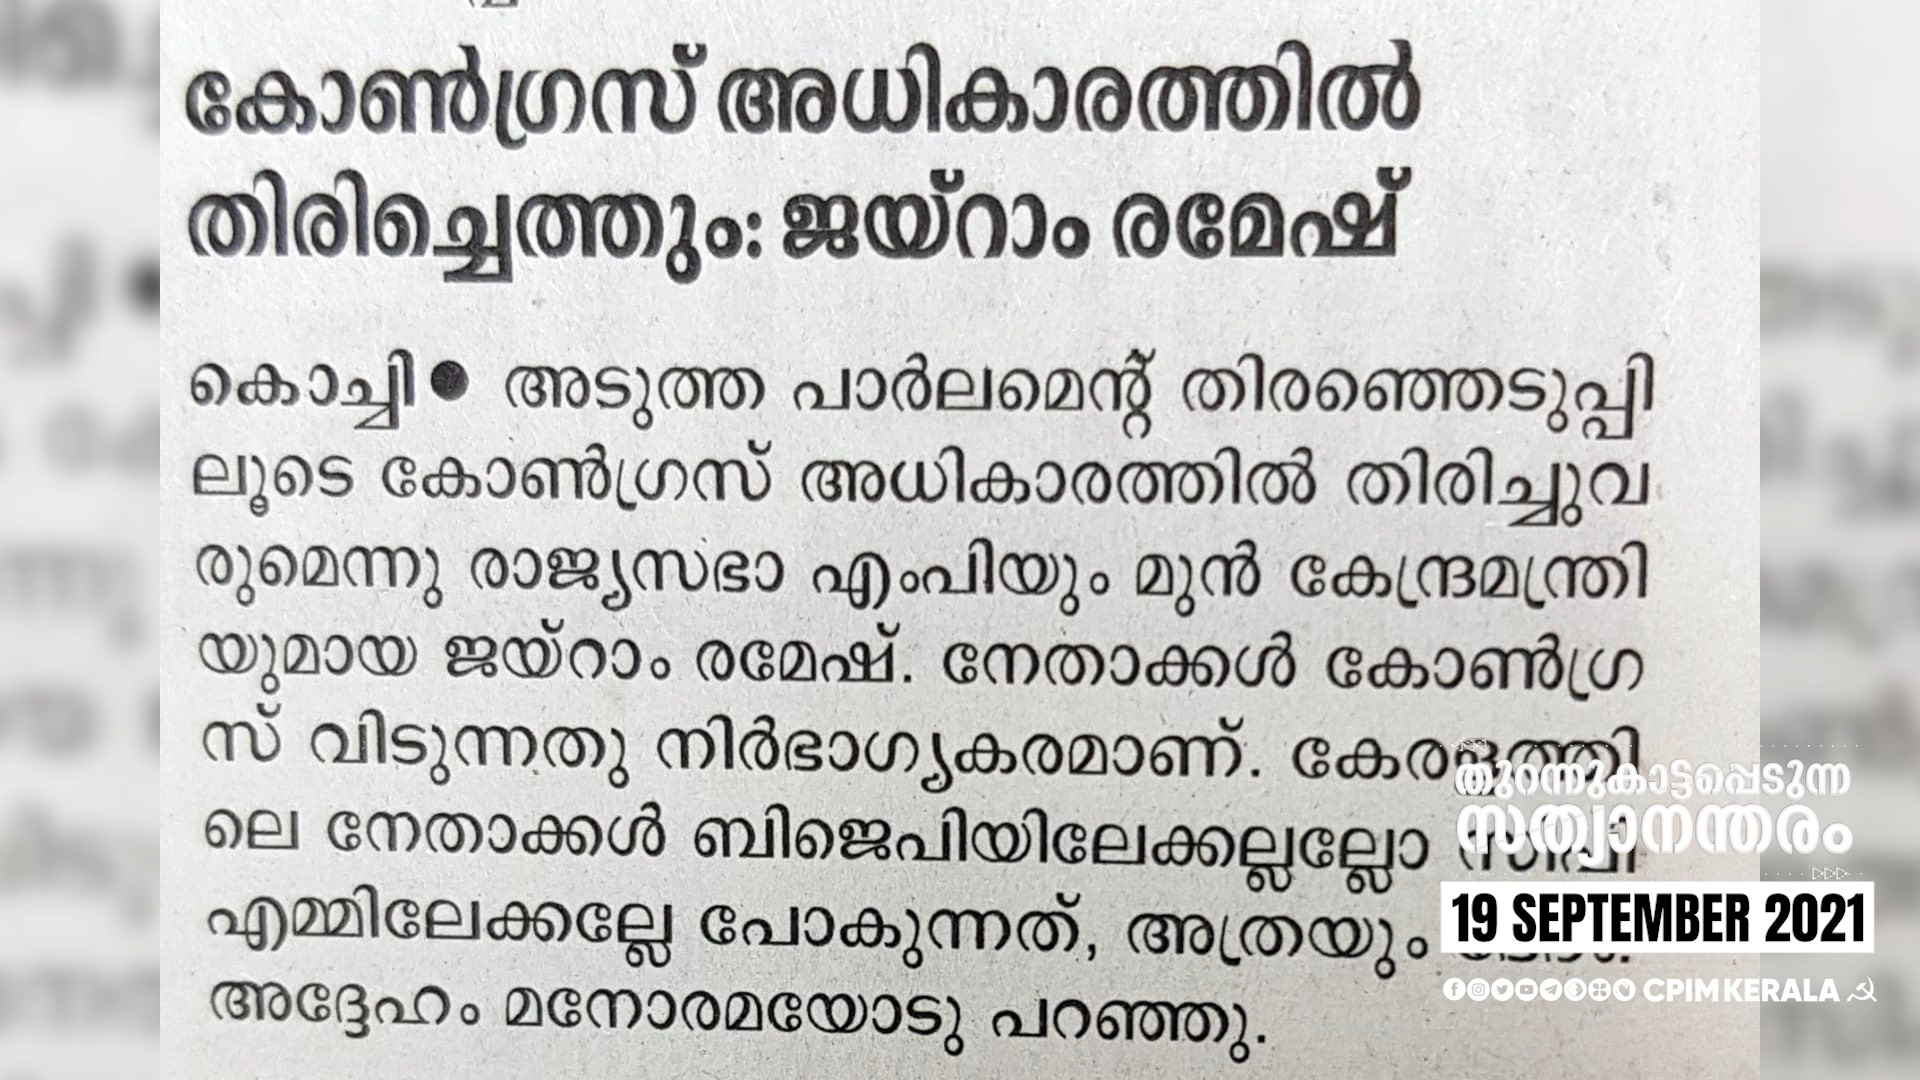 കോൺഗ്രസ് അധികാരത്തിൽ
തിരിച്ചെത്തും: ജയ്റാം രമേഷ്
കൊച്ചി● അടുത്ത പാർലമെന്റ് തിരഞ്ഞെടുപ്പി
ലൂടെ കോൺഗ്രസ് അധികാരത്തിൽ തിരിച്ചുവ
രുമെന്നു രാജ്യസഭാ എംപിയും മുൻ കേന്ദ്രമന്ത്രി
യുമായ ജയ്റാം രമേഷ്. നേതാക്കൾ കോൺഗ്ര
സ് വിടുന്നതു നിർഭാഗ്യകരമാണ്. കേരളത്തി
ലെ നേതാക്കൾ ബിജെപിയിലേക്കല്ലല്ലോ സിപി
എമ്മിലേക്കല്ലേ പോകുന്നത്, അത്രയും
അദ്ദേഹം മനോരമയോടു പറഞ്ഞു.
തുറന്നുകാട്ടപ്പെടുന്ന
സത്യാനന്തരം
19 SEPTEMBER 2021
CPIMKERALA